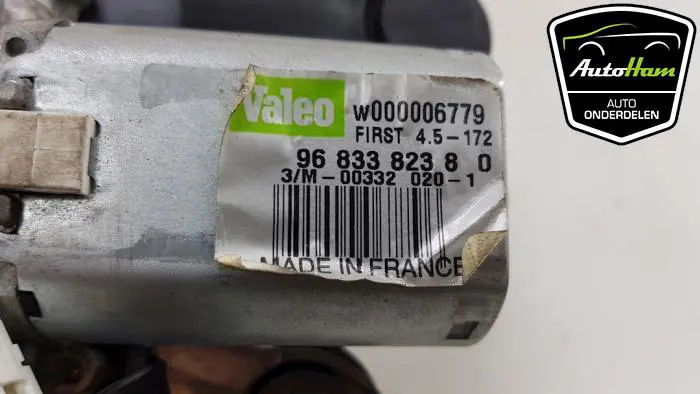 Valeo
W000006779
FIRST 4.5-172
96 833 823 8 0
3/M-00332 020-1
MADE IN FRANCE
AutoHam
AUTO
ONDERDELEN